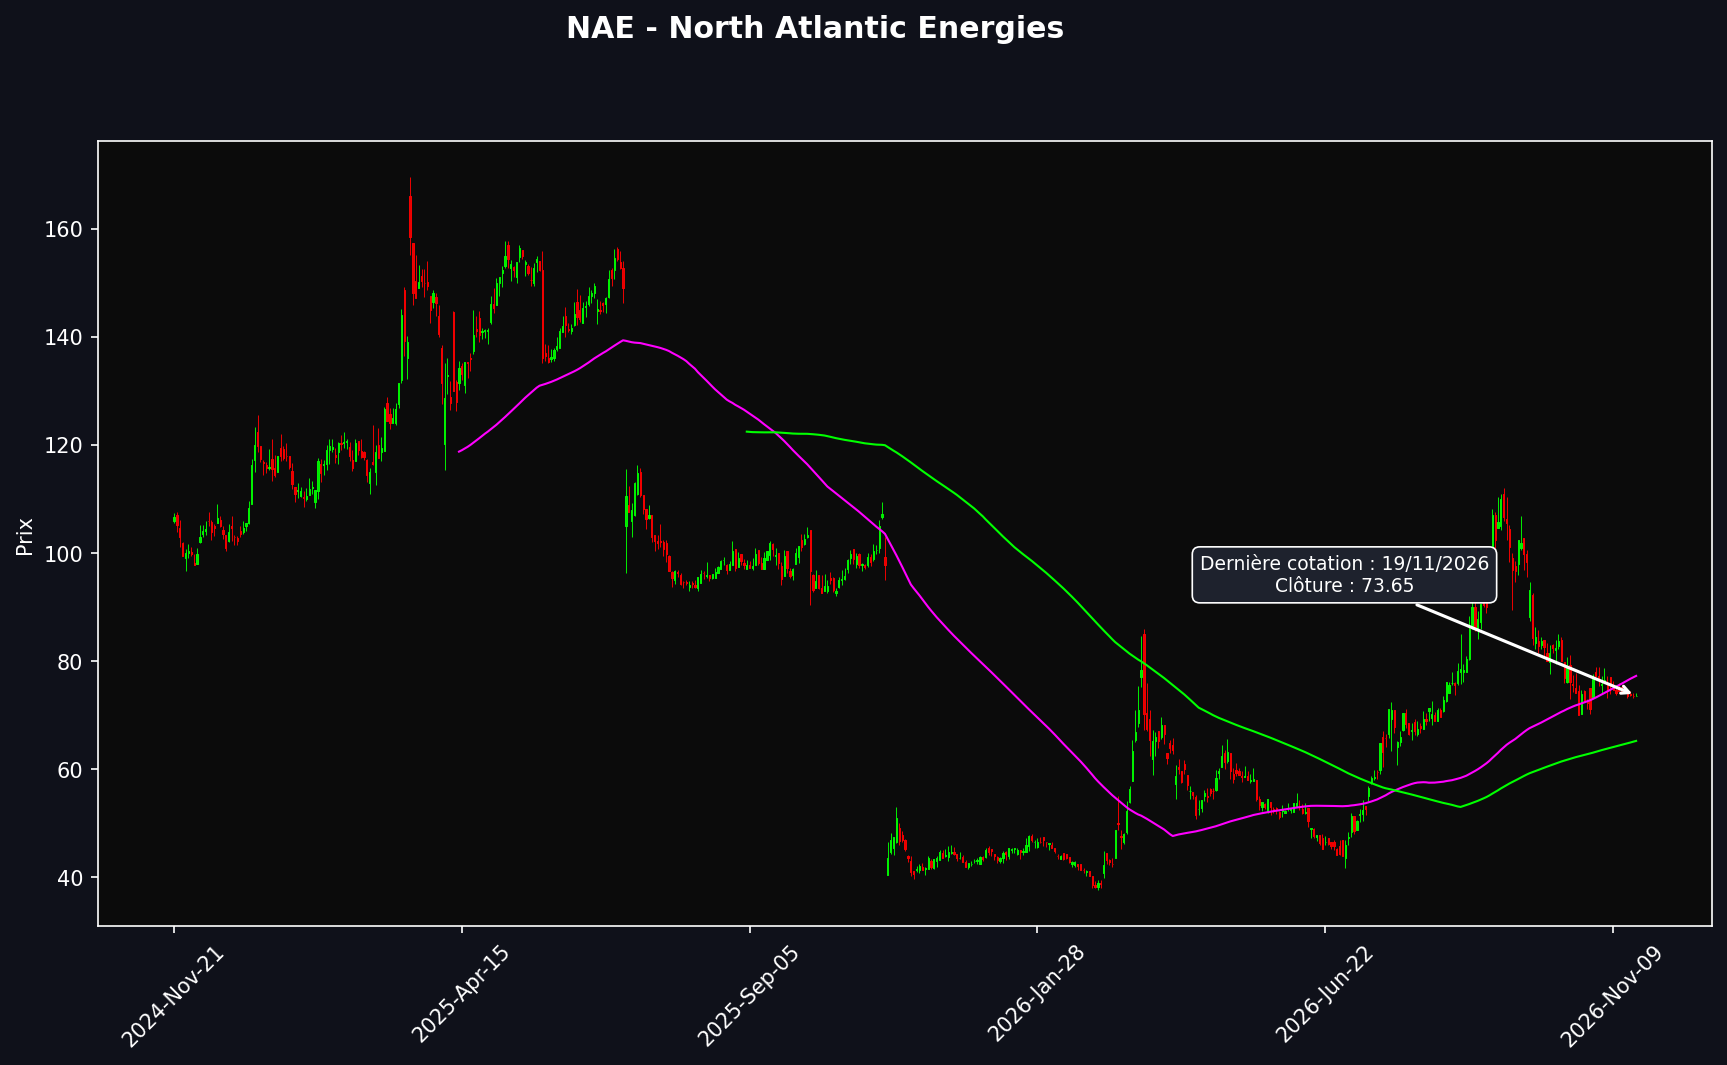 NAE - North Atlantic Energies
Prix
160
140
120
100
80
60
40
Dernière cotation : 19/11/2026
Clôture : 73.65
2024-Nov-21
2025-Apr-15
2025-Sep-05
2026-Jan-28
2026-Jun-22
2026-Nov-09